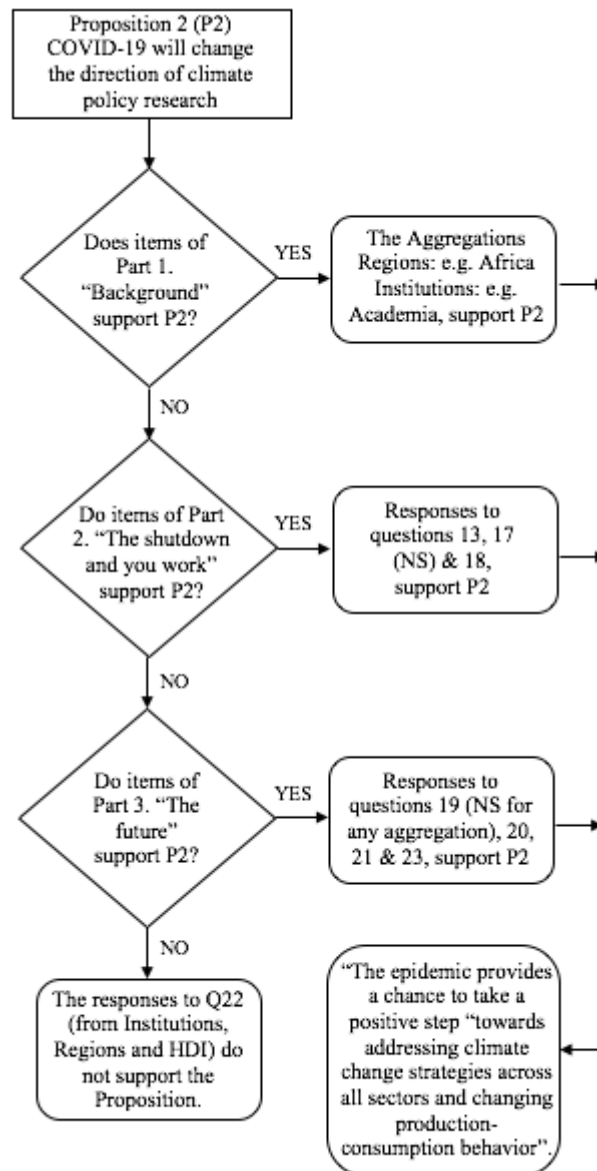 Proposition 2 (P2)
COVID-19 will change
the direction of climate
policy research
Does items of
Part 1.
“Background”
support P2?
YES
The Aggregations
Regions: e.g. Africa
Institutions: e.g.
Academia, support P2
NO
Do items of Part
2. “The shutdown
and you work”
support P2?
YES
Responses to
questions 13, 17
(NS) & 18,
support P2
NO
Do items of
Part 3. “The
future”
support P2?
YES
Responses to
questions 19 (NS for
any aggregation), 20,
21 & 23, support P2
NO
The responses to Q22
(from Institutions,
Regions and HDI) do
not support the
Proposition.
“The epidemic provides
a chance to take a
positive step “towards
addressing climate
change strategies across
all sectors and changing
production-
consumption behavior”.